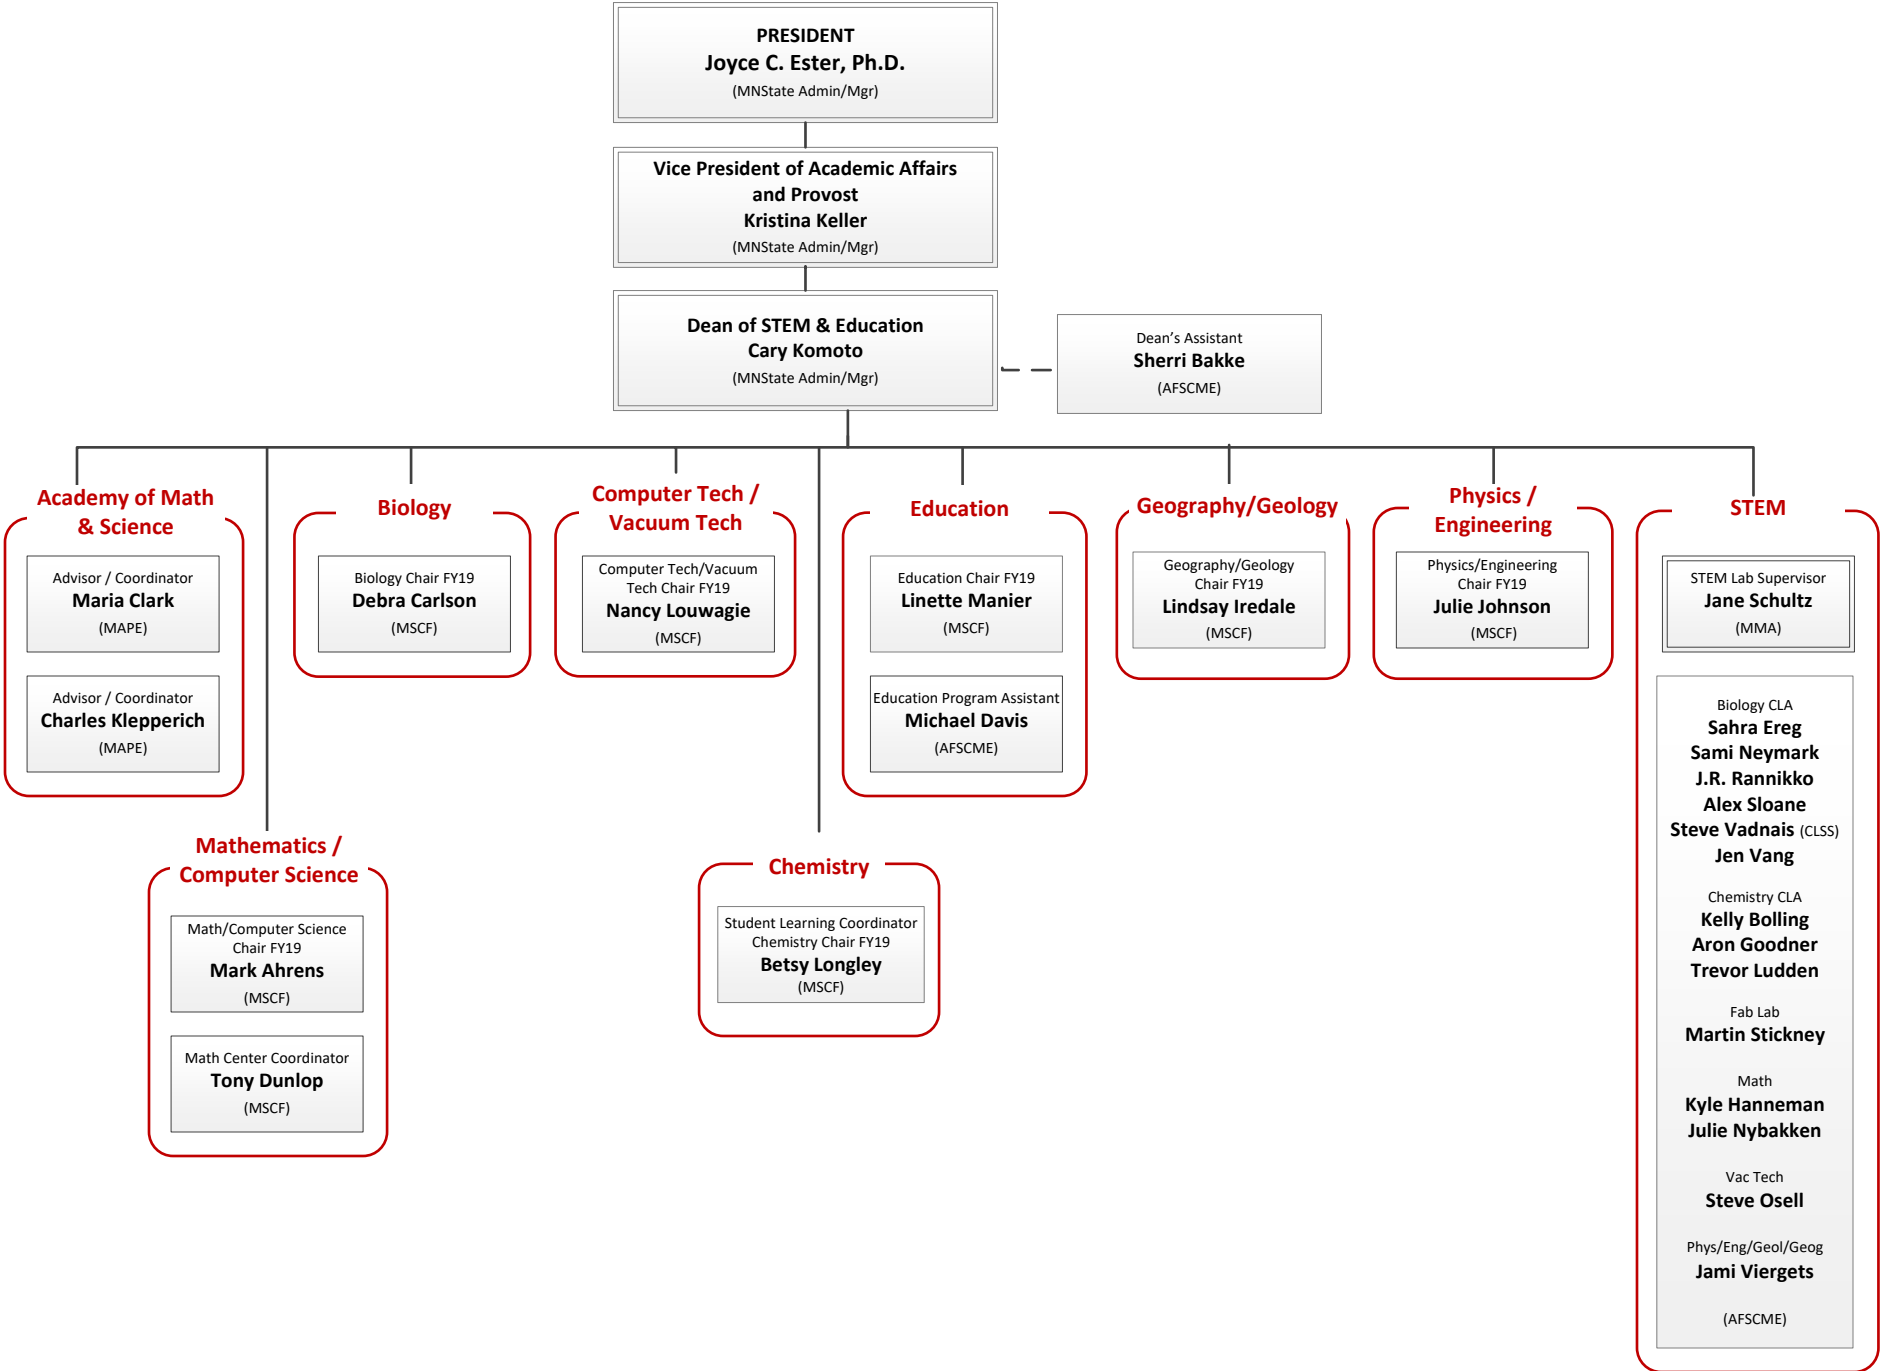 PRESIDENT
Joyce C. Ester, Ph.D.
(MNState Admin/Mgr)
Vice President of Academic Affairs
and Provost
Kristina Keller
(MNState Admin/Mgr)
Dean of STEM & Education
Cary Komoto
(MNState Admin/Mgr)
Dean’s Assistant
Sherri Bakke
(AFSCME)
Academy of Math
& Science
Advisor / Coordinator
Maria Clark
(MAPE)
Advisor / Coordinator
Charles Klepperich
(MAPE)
Mathematics /
Computer Science
Math/Computer Science
Chair FY19
Mark Ahrens
(MSCF)
Math Center Coordinator
Tony Dunlop
(MSCF)
Biology
Biology Chair FY19
Debra Carlson
(MSCF)
Computer Tech /
Vacuum Tech
Computer Tech/Vacuum
Tech Chair FY19
Nancy Louwagie
(MSCF)
Chemistry
Student Learning Coordinator
Chemistry Chair FY19
Betsy Longley
(MSCF)
Education
Education Chair FY19
Linette Manier
(MSCF)
Education Program Assistant
Michael Davis
(AFSCME)
Geography/Geology
Geography/Geology
Chair FY19
Lindsay Iredale
(MSCF)
Physics /
Engineering
Physics/Engineering
Chair FY19
Julie Johnson
(MSCF)
STEM
STEM Lab Supervisor
Jane Schultz
(MMA)
Biology CLA
Sahra Ereg
Sami Neymark
J.R. Rannikko
Alex Sloane
Steve Vadnais (CLSS)
Jen Vang
Chemistry CLA
Kelly Bolling
Aron Goodner
Trevor Ludden
Fab Lab
Martin Stickney
Math
Kyle Hanneman
Julie Nybakken
Vac Tech
Steve Osell
Phys/Eng/Geol/Geog
Jami Viergets
(AFSCME)